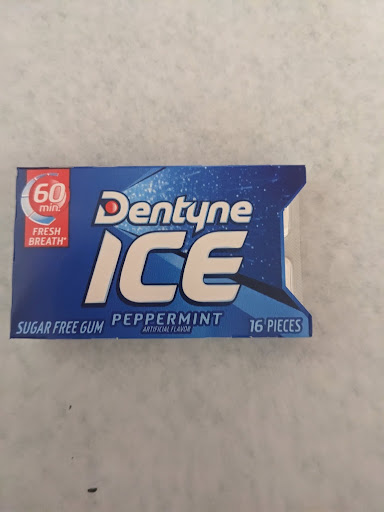 60
min!
FRESH
BREATH*
Dentyne
ICE
PEPPERMINT
ARTIFICIAL FLAVOR
SUGAR FREE GUM
16 PIECES